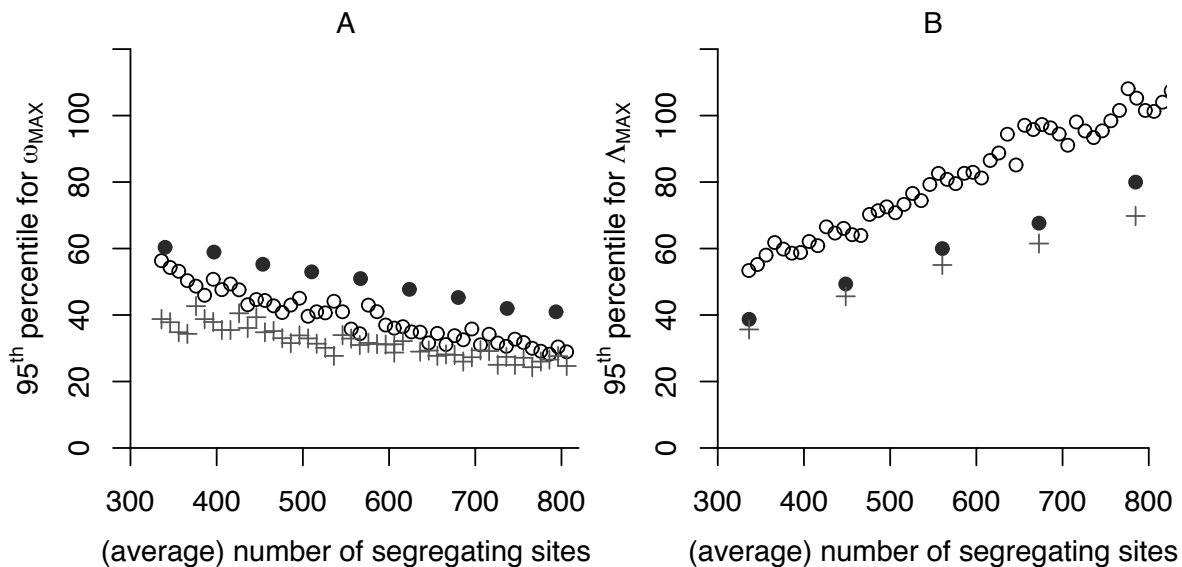 A
95th percentile for ωMAX
0 20 40 60 80 100
300 400 500 600 700 800
(average) number of segregating sites
B
95th percentile for ΛMAX
0 20 40 60 80 100
300 400 500 600 700 800
(average) number of segregating sites